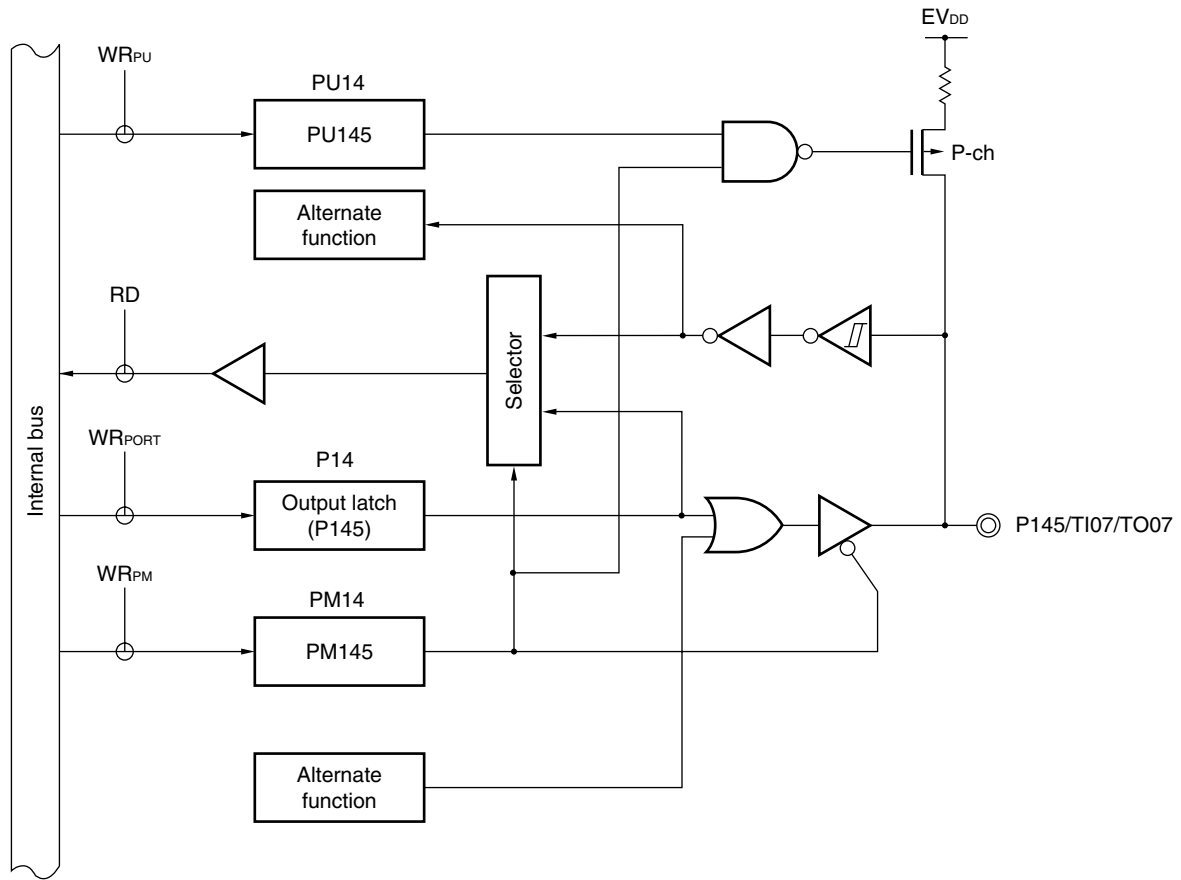 EVDD
WRPU
PU14
PU145
P-ch
Alternate
function
RD
Selector
Internal bus
WRPORT
P14
Output latch
(P145)
P145/TI07/TO07
WRPM
PM14
PM145
Alternate
function